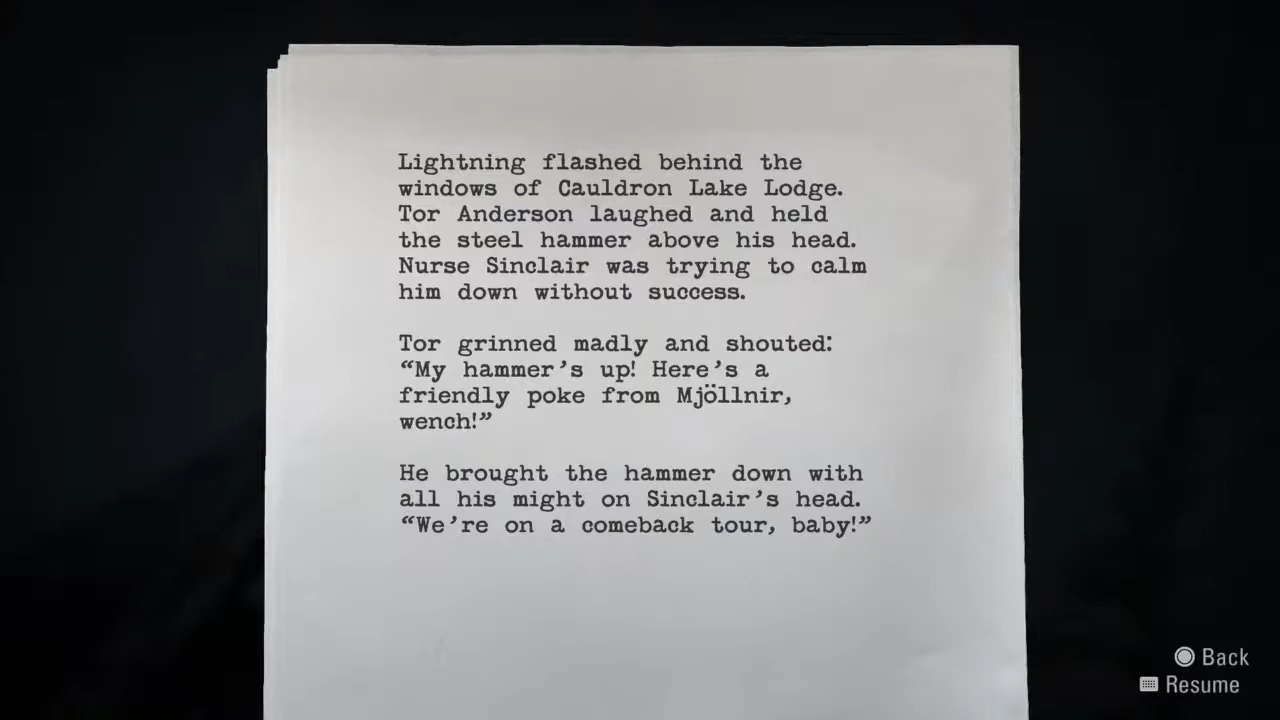 Lightning flashed behind the
windows of Cauldron Lake Lodge.
Tor Anderson laughed and held
the steel hammer above his head.
Nurse Sinclair was trying to calm
him down without success.
Tor grinned madly and shouted:
“My hammer’s up! Here’s a
friendly poke from Mjöllnir,
wench!”
He brought the hammer down with
all his might on Sinclair’s head.
“We’re on a comeback tour, baby!”
Back
Resume